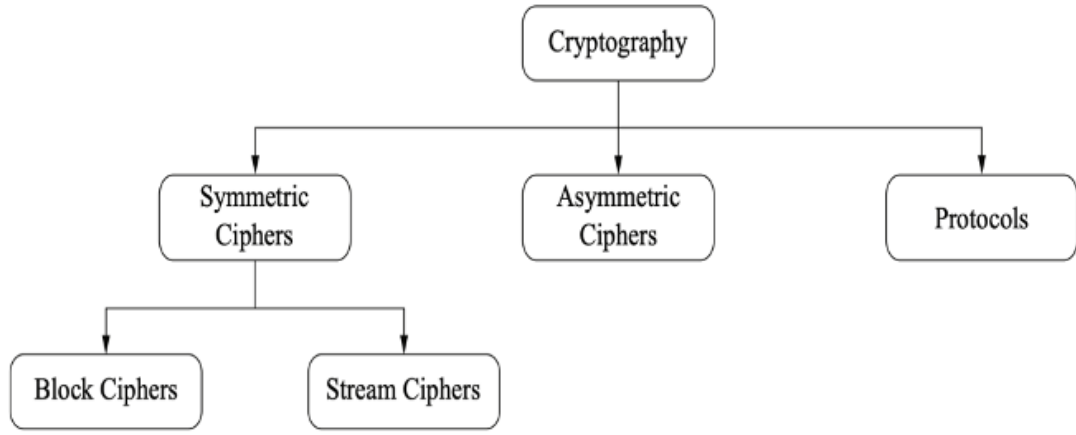 Cryptography
Symmetric
Ciphers
Asymmetric
Ciphers
Protocols
Block Ciphers
Stream Ciphers